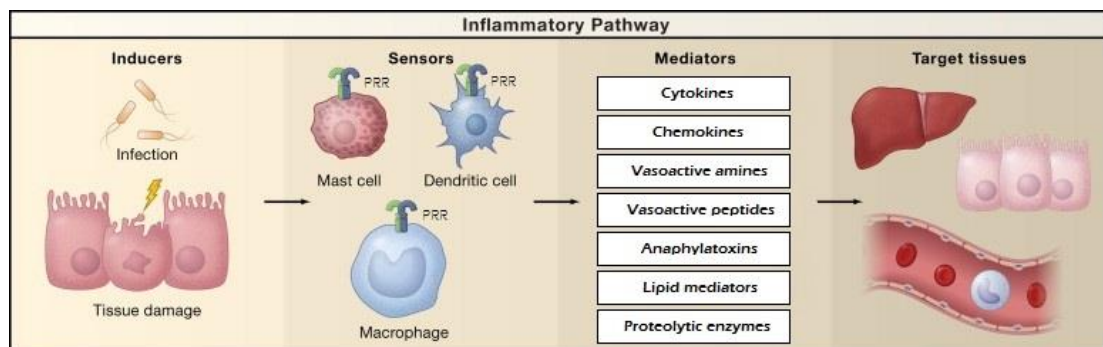 Inflammatory Pathway
Inducers
Infection
Tissue damage
Sensors
PRR
PRR
Mast cell
Dendritic cell
PRR
Macrophage
Mediators
Cytokines
Chemokines
Vasoactive amines
Vasoactive peptides
Anaphylatoxins
Lipid mediators
Proteolytic enzymes
Target tissues